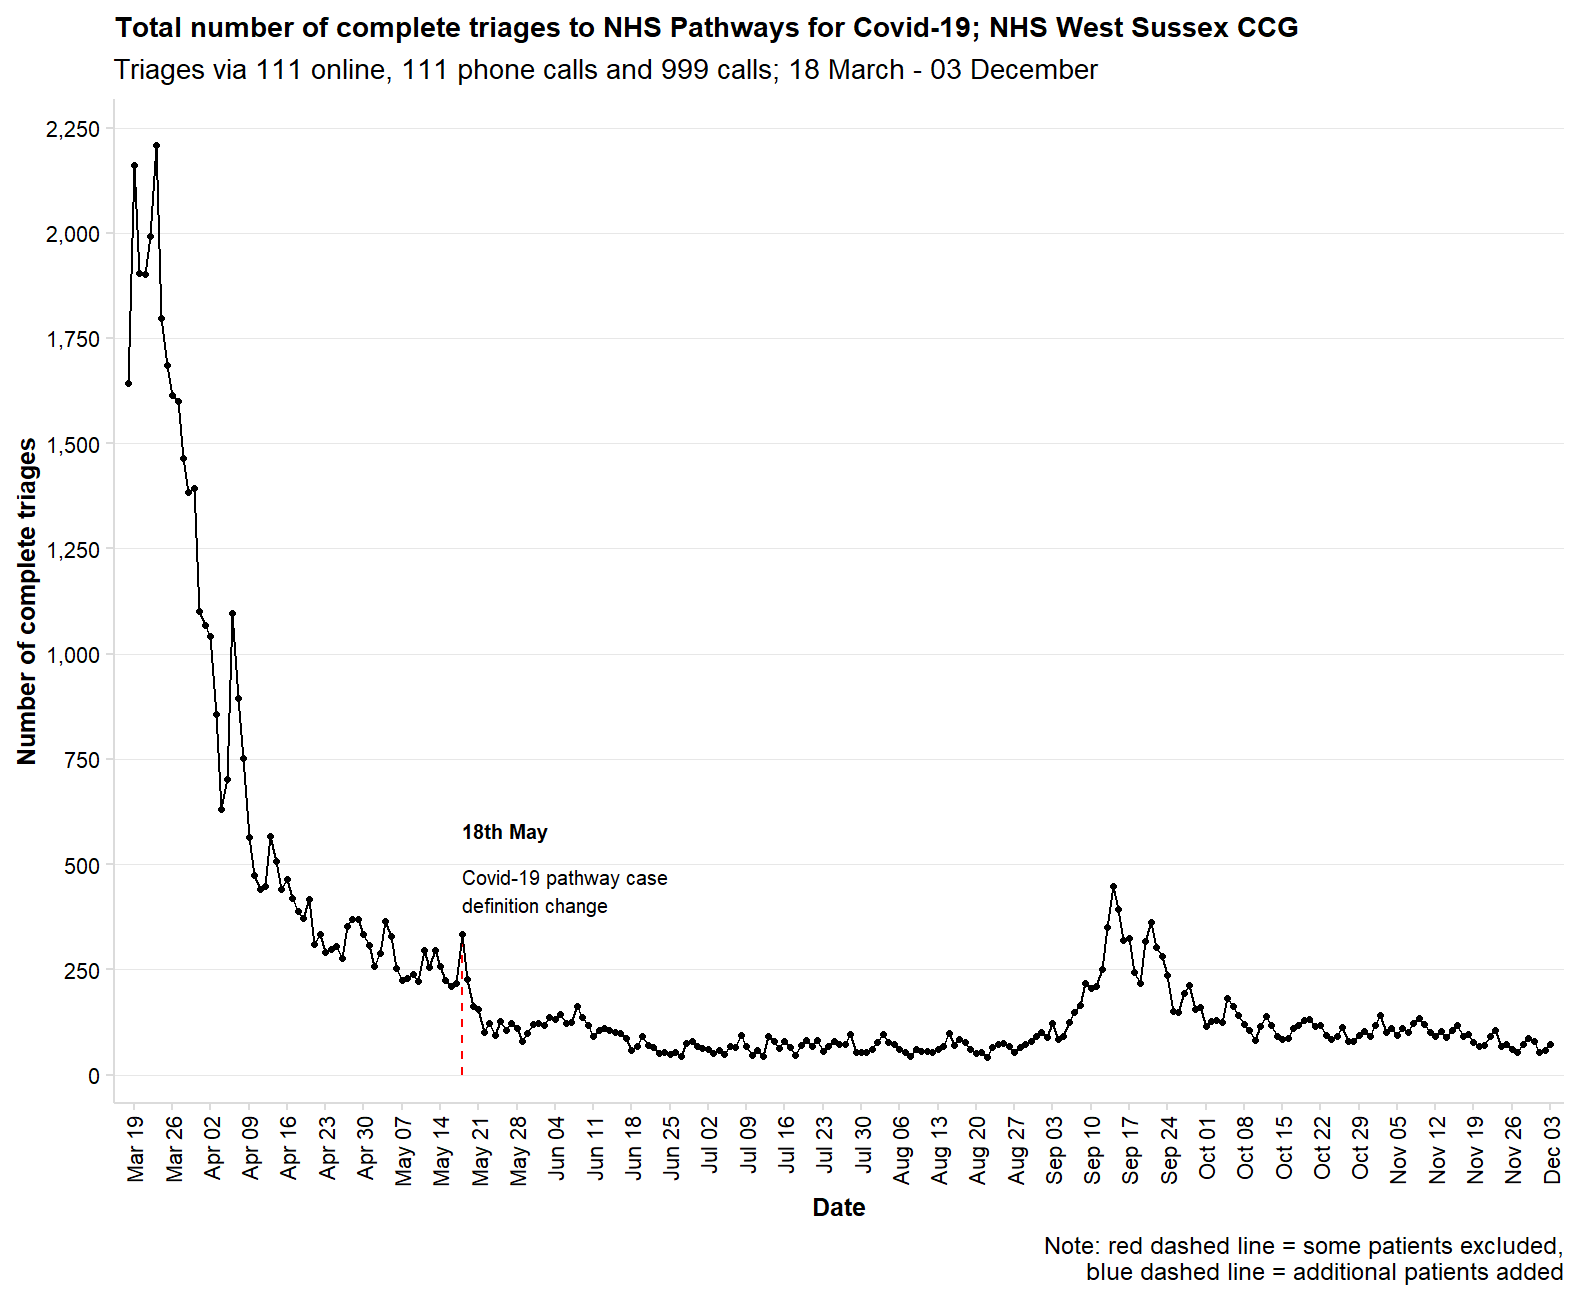 Total number of complete triages to NHS Pathways for Covid-19; NHS West Sussex CCG
Triages via 111 online, 111 phone calls and 999 calls; 18 March - 03 December
Number of complete triages
2,250
2,000
1,750
1,500
1,250
1,000
750
500
250
0
18th May
Covid-19 pathway case
definition change
Mar 19
Mar 26
Apr 02
Apr 09
Apr 16
Apr 23
Apr 30
May 07
May 14
May 21
May 28
Jun 04
Jun 11
Jun 18
Jun 25
Jul 02
Jul 09
Jul 16
Jul 23
Jul 30
Aug 06
Aug 13
Aug 20
Aug 27
Sep 03
Sep 10
Sep 17
Sep 24
Oct 01
Oct 08
Oct 15
Oct 22
Oct 29
Nov 05
Nov 12
Nov 19
Nov 26
Dec 03
Date
Note: red dashed line = some patients excluded,
blue dashed line = additional patients added